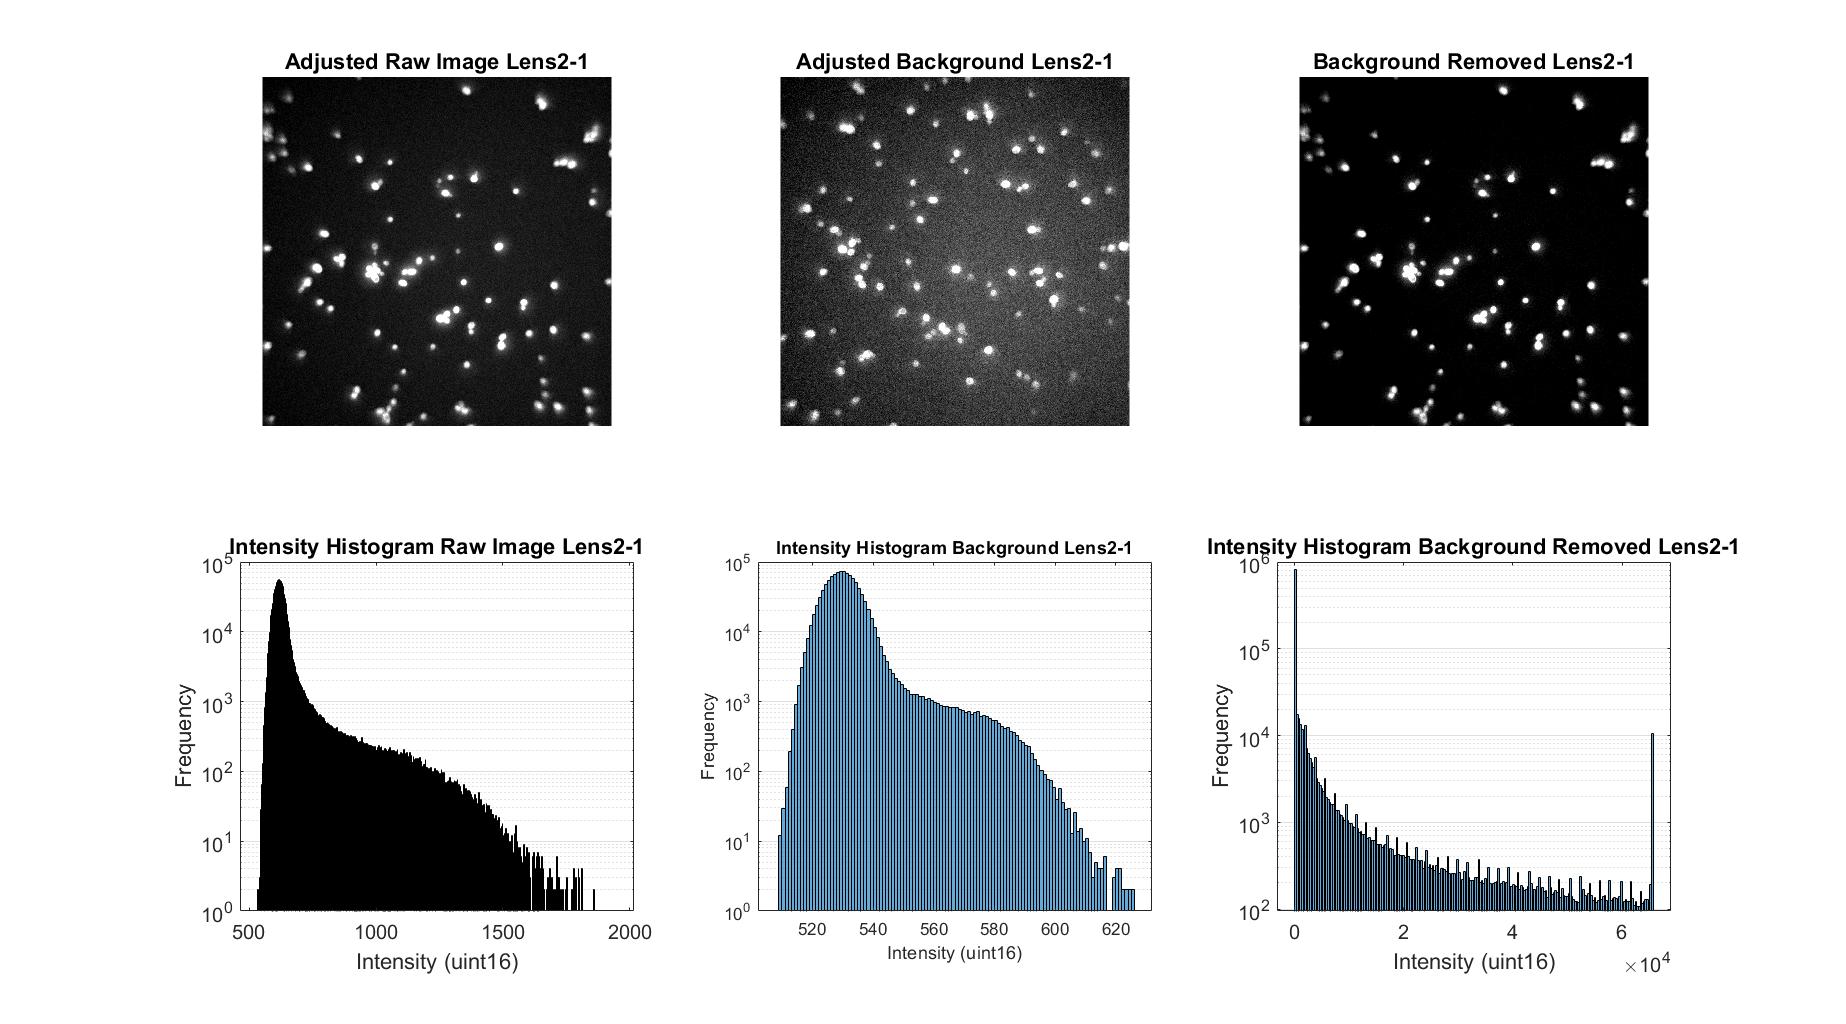 Adjusted Raw Image Lens2-1
Adjusted Background Lens2-1
Background Removed Lens2-1
Intensity Histogram Raw Image Lens2-1
10^5
10^4
10^3
10^2
10^1
10^0
Frequency
500
1000
1500
2000
Intensity (uint16)
Intensity Histogram Background Lens2-1
10^5
10^4
10^3
10^2
10^1
10^0
Frequency
520
540
560
580
600
620
Intensity (uint16)
Intensity Histogram Background Removed Lens2-1
10^6
10^5
10^4
10^3
10^2
Frequency
0
2
4
6
×10^4
Intensity (uint16)